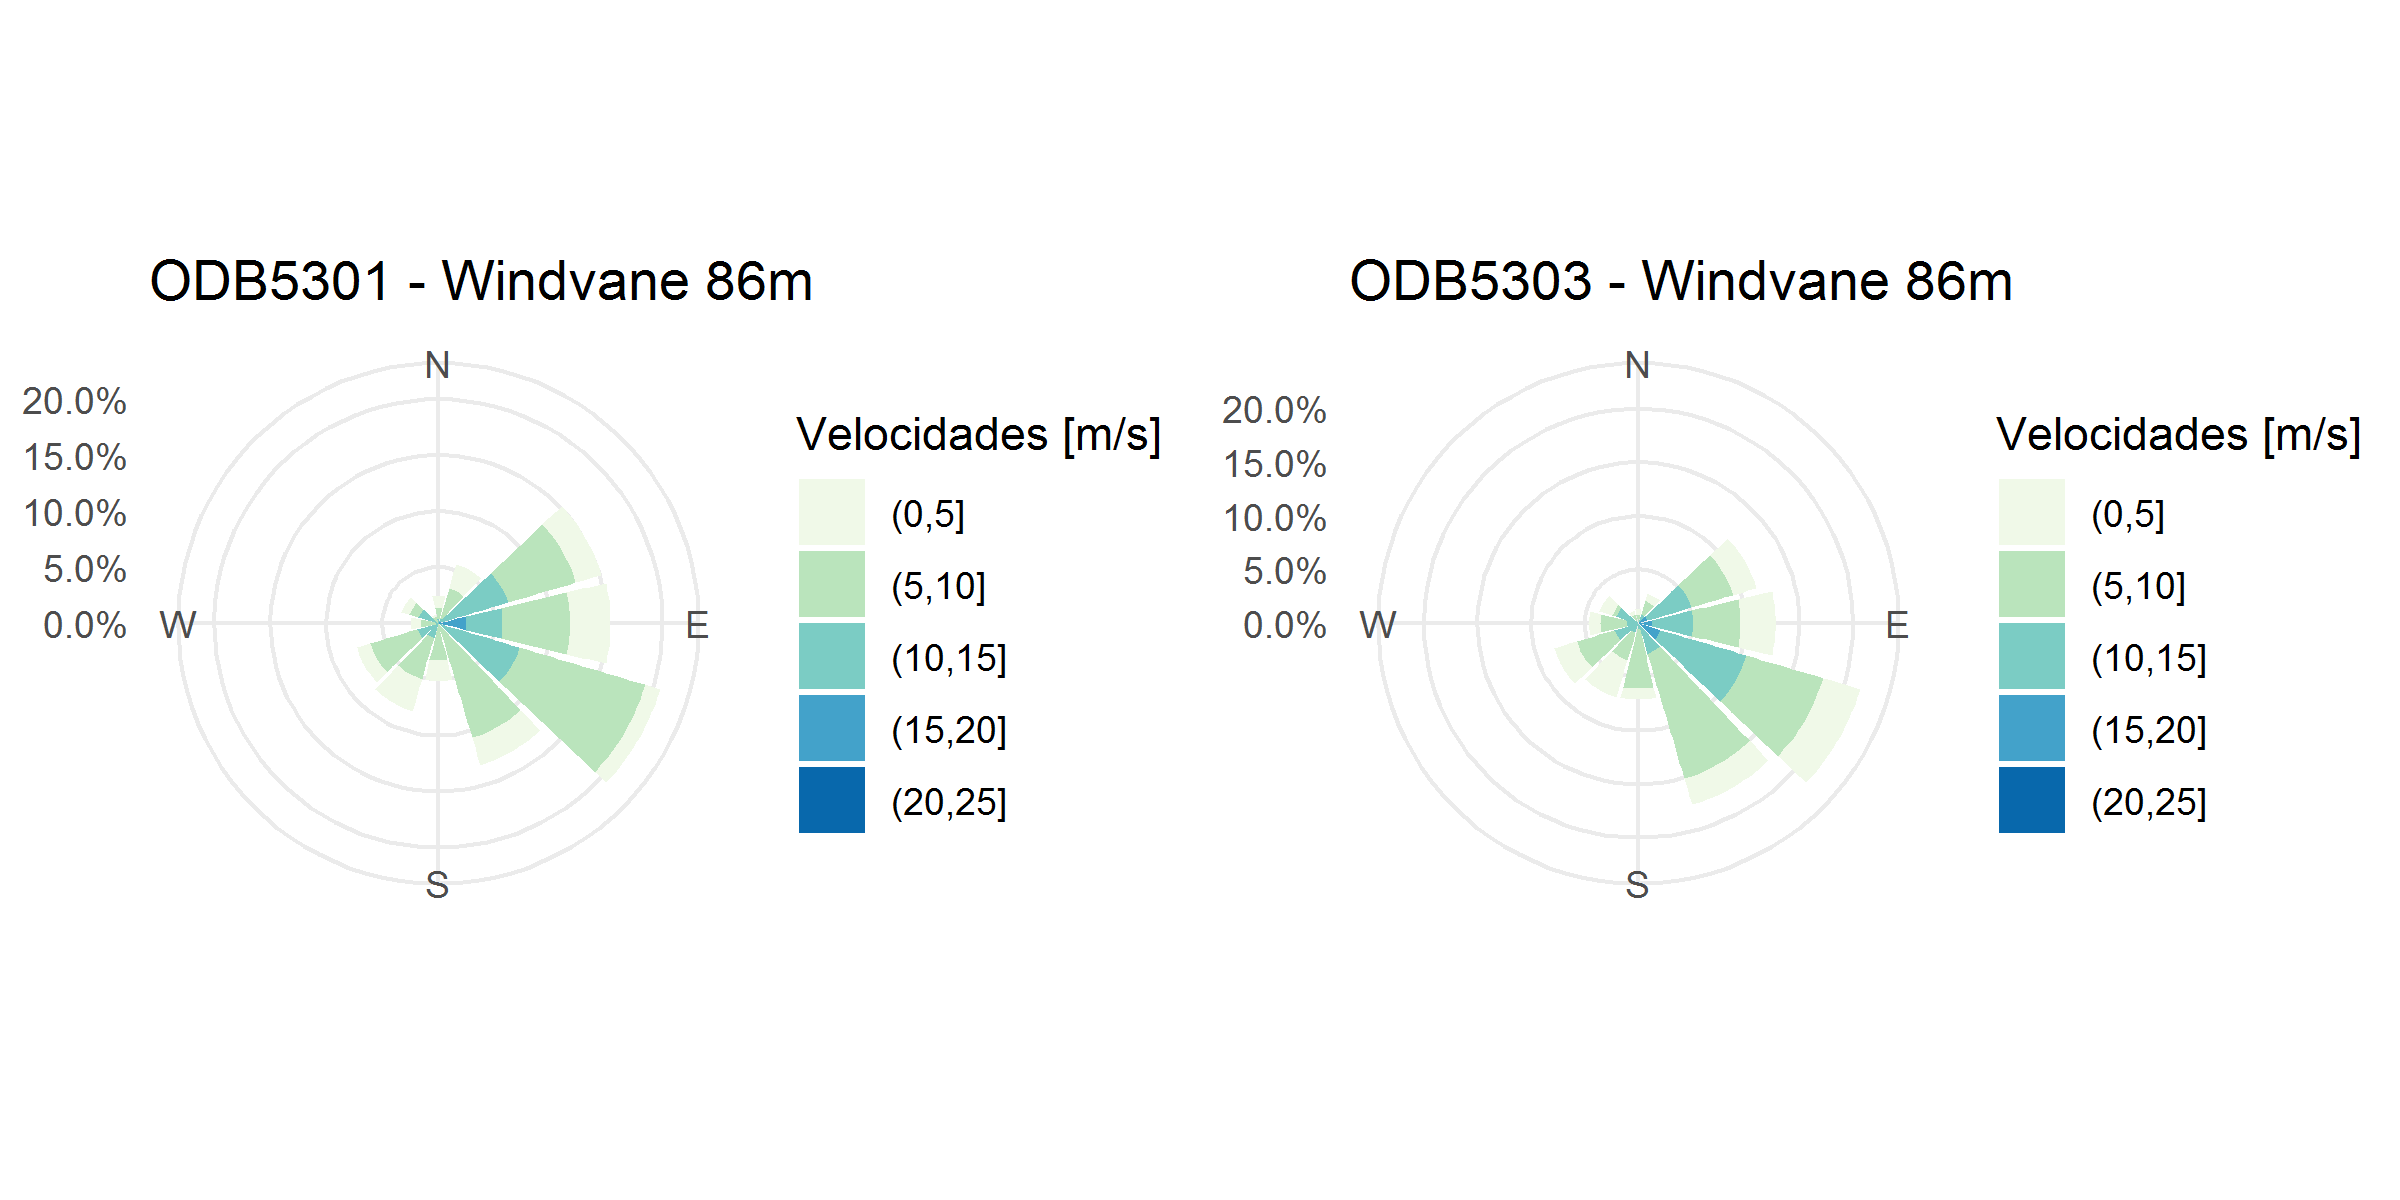 ODB5301 - Windvane 86m
N
20.0%
15.0%
10.0%
5.0%
0.0%
W
E
S
Velocidades [m/s]
(0,5]
(5,10]
(10,15]
(15,20]
(20,25]
ODB5303 - Windvane 86m
N
20.0%
15.0%
10.0%
5.0%
0.0%
W
E
S
Velocidades [m/s]
(0,5]
(5,10]
(10,15]
(15,20]
(20,25]